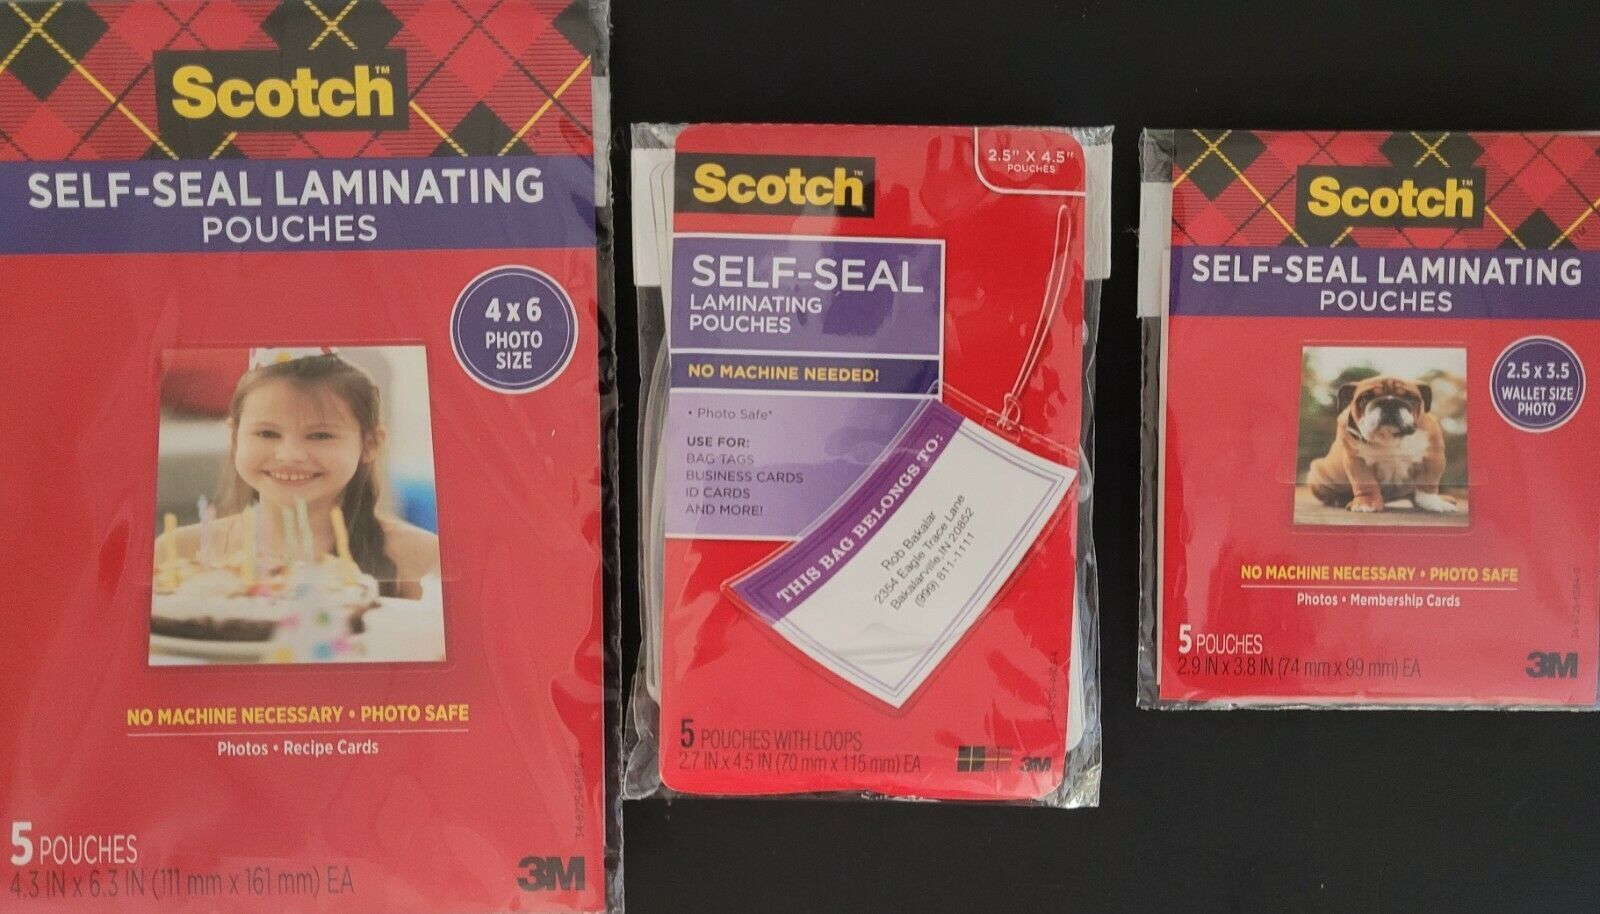 Scotch™
SELF-SEAL LAMINATING
POUCHES
4 x 6
PHOTO
SIZE
NO MACHINE NECESSARY • PHOTO SAFE
Photos • Recipe Cards
5 POUCHES
4.3 IN x 6.3 IN (111 mm x 161 mm) EA
3M
2.5" X 4.5"
POUCHES
Scotch™
SELF-SEAL
LAMINATING
POUCHES
NO MACHINE NEEDED!
• Photo Safe*
USE FOR:
BAG TAGS
BUSINESS CARDS
ID CARDS
AND MORE!
THIS BAG BELONGS TO:
Rob Bakalar
2354 Eagle Trace Lane
Bakalarville, IN 20852
(999) 811-1111
5 POUCHES WITH LOOPS
2.7 IN x 4.5 IN (70 mm x 115 mm) EA
3M
Scotch™
SELF-SEAL LAMINATING
POUCHES
2.5 x 3.5
WALLET SIZE
PHOTO
NO MACHINE NECESSARY • PHOTO SAFE
Photos • Membership Cards
5 POUCHES
2.9 IN x 3.8 IN (74 mm x 99 mm) EA
3M